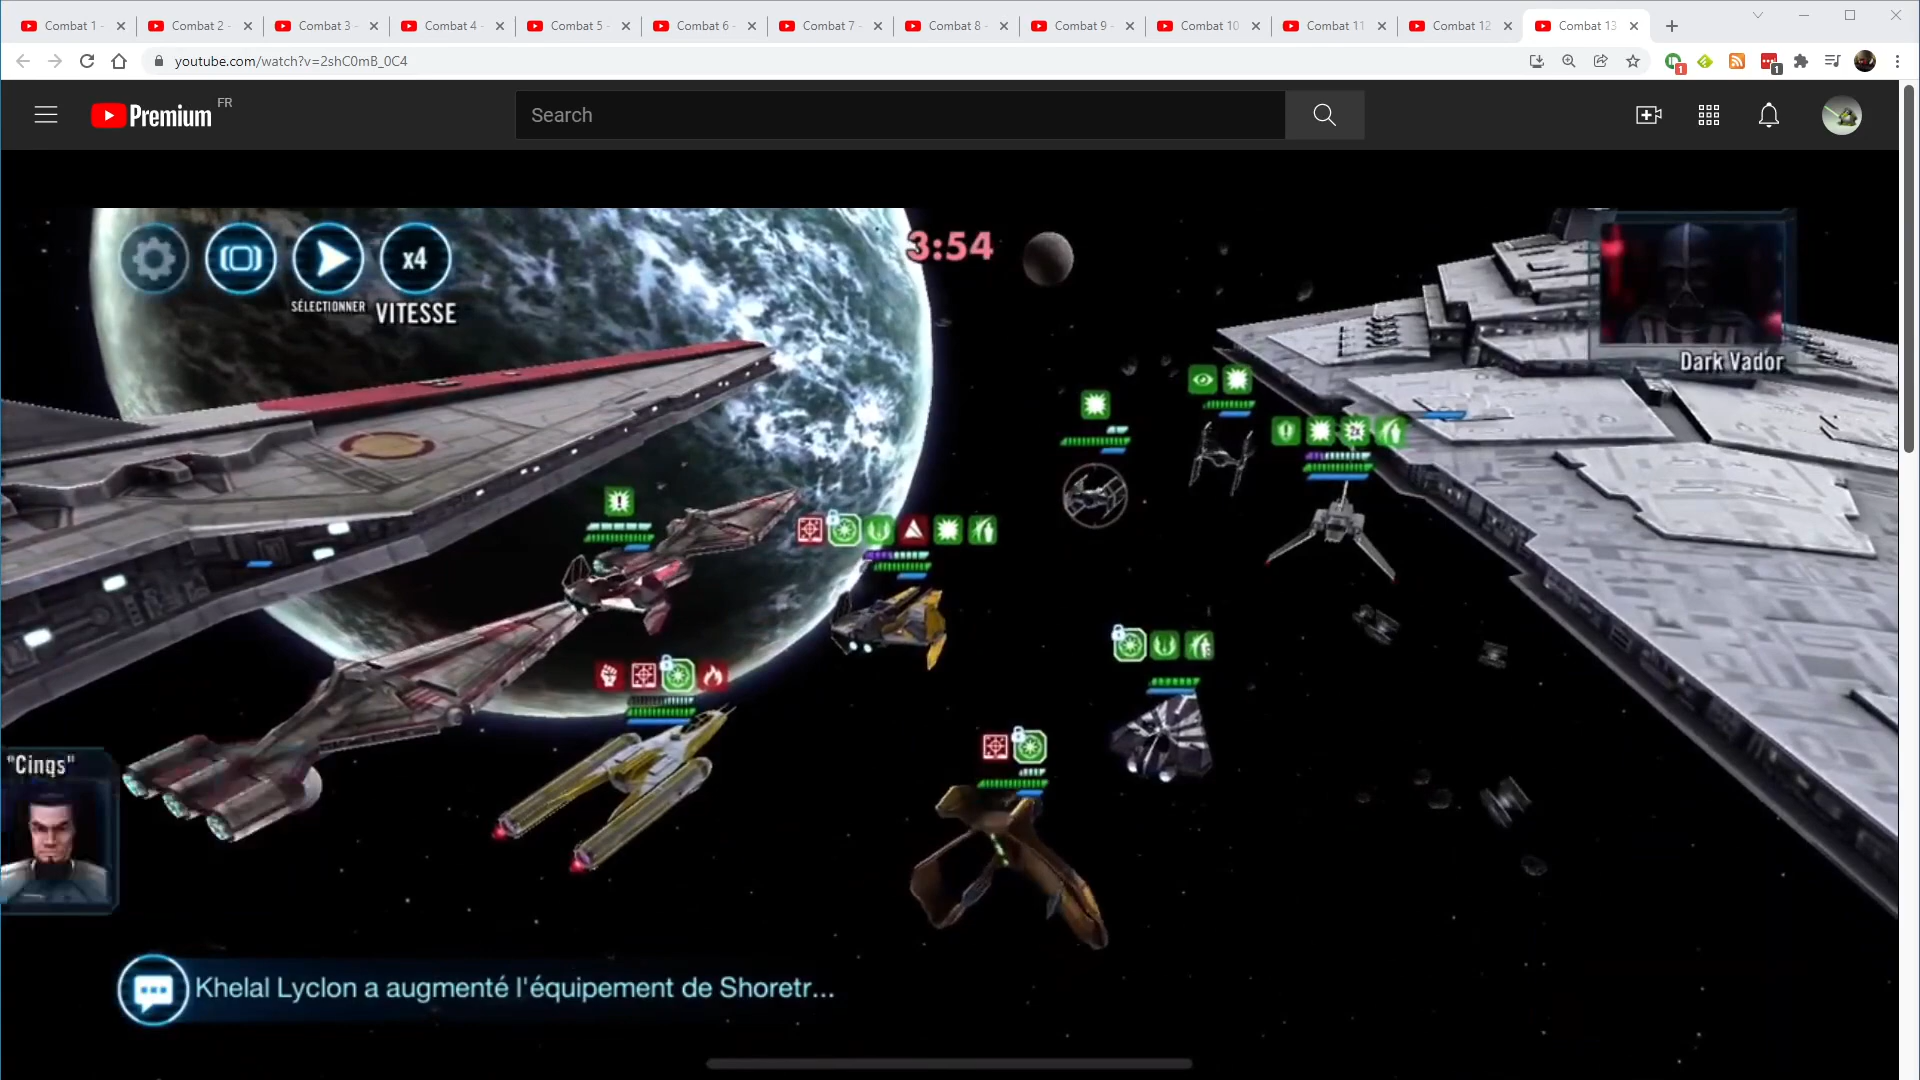 Combat 1 -
Combat 2 -
Combat 3 -
Combat 4 -
Combat 5 -
Combat 6 -
Combat 7 -
Combat 8 -
Combat 9 -
Combat 10
Combat 11
Combat 12
Combat 13
youtube.com/watch?v=2shC0mB_0C4
1
1
Premium FR
Search
x4
SÉLECTIONNER
VITESSE
3:54
Dark Vador
"Cinqs"
Khelal Lyclon a augmenté l'équipement de Shoretr...